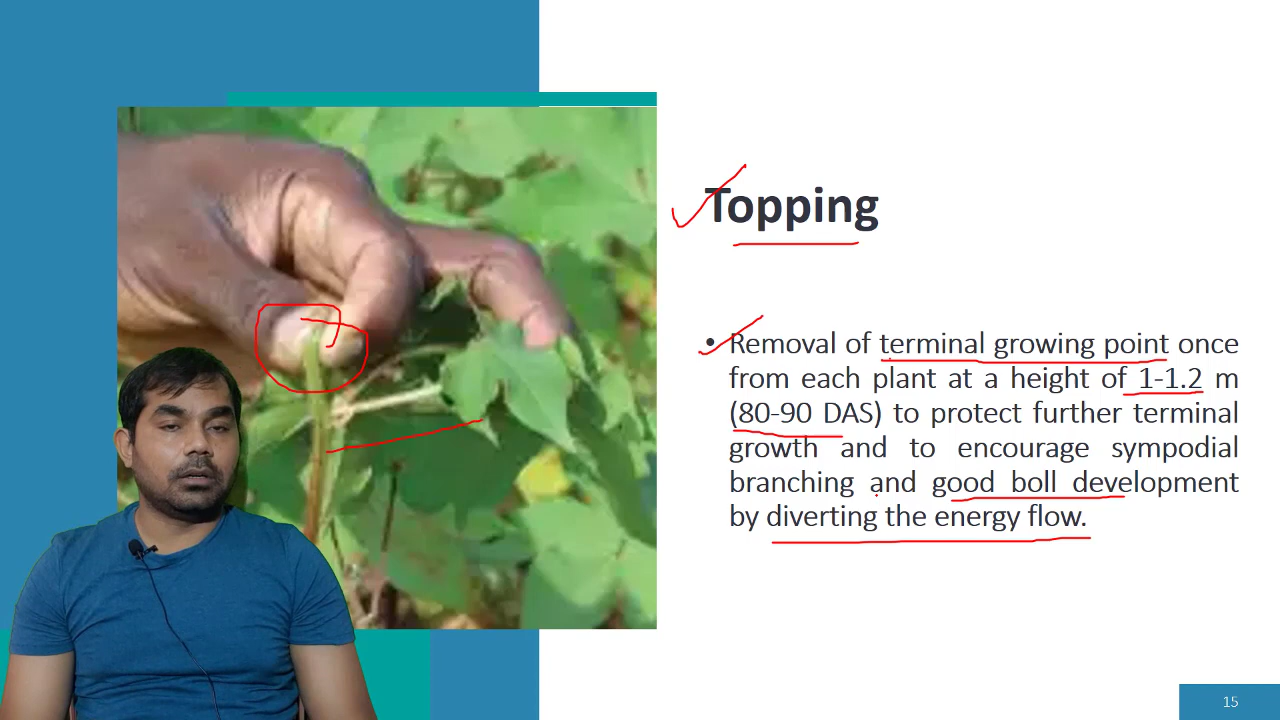 Topping
• Removal of terminal growing point once
from each plant at a height of 1-1.2 m
(80-90 DAS) to protect further terminal
growth and to encourage sympodial
branching and good boll development
by diverting the energy flow.
15